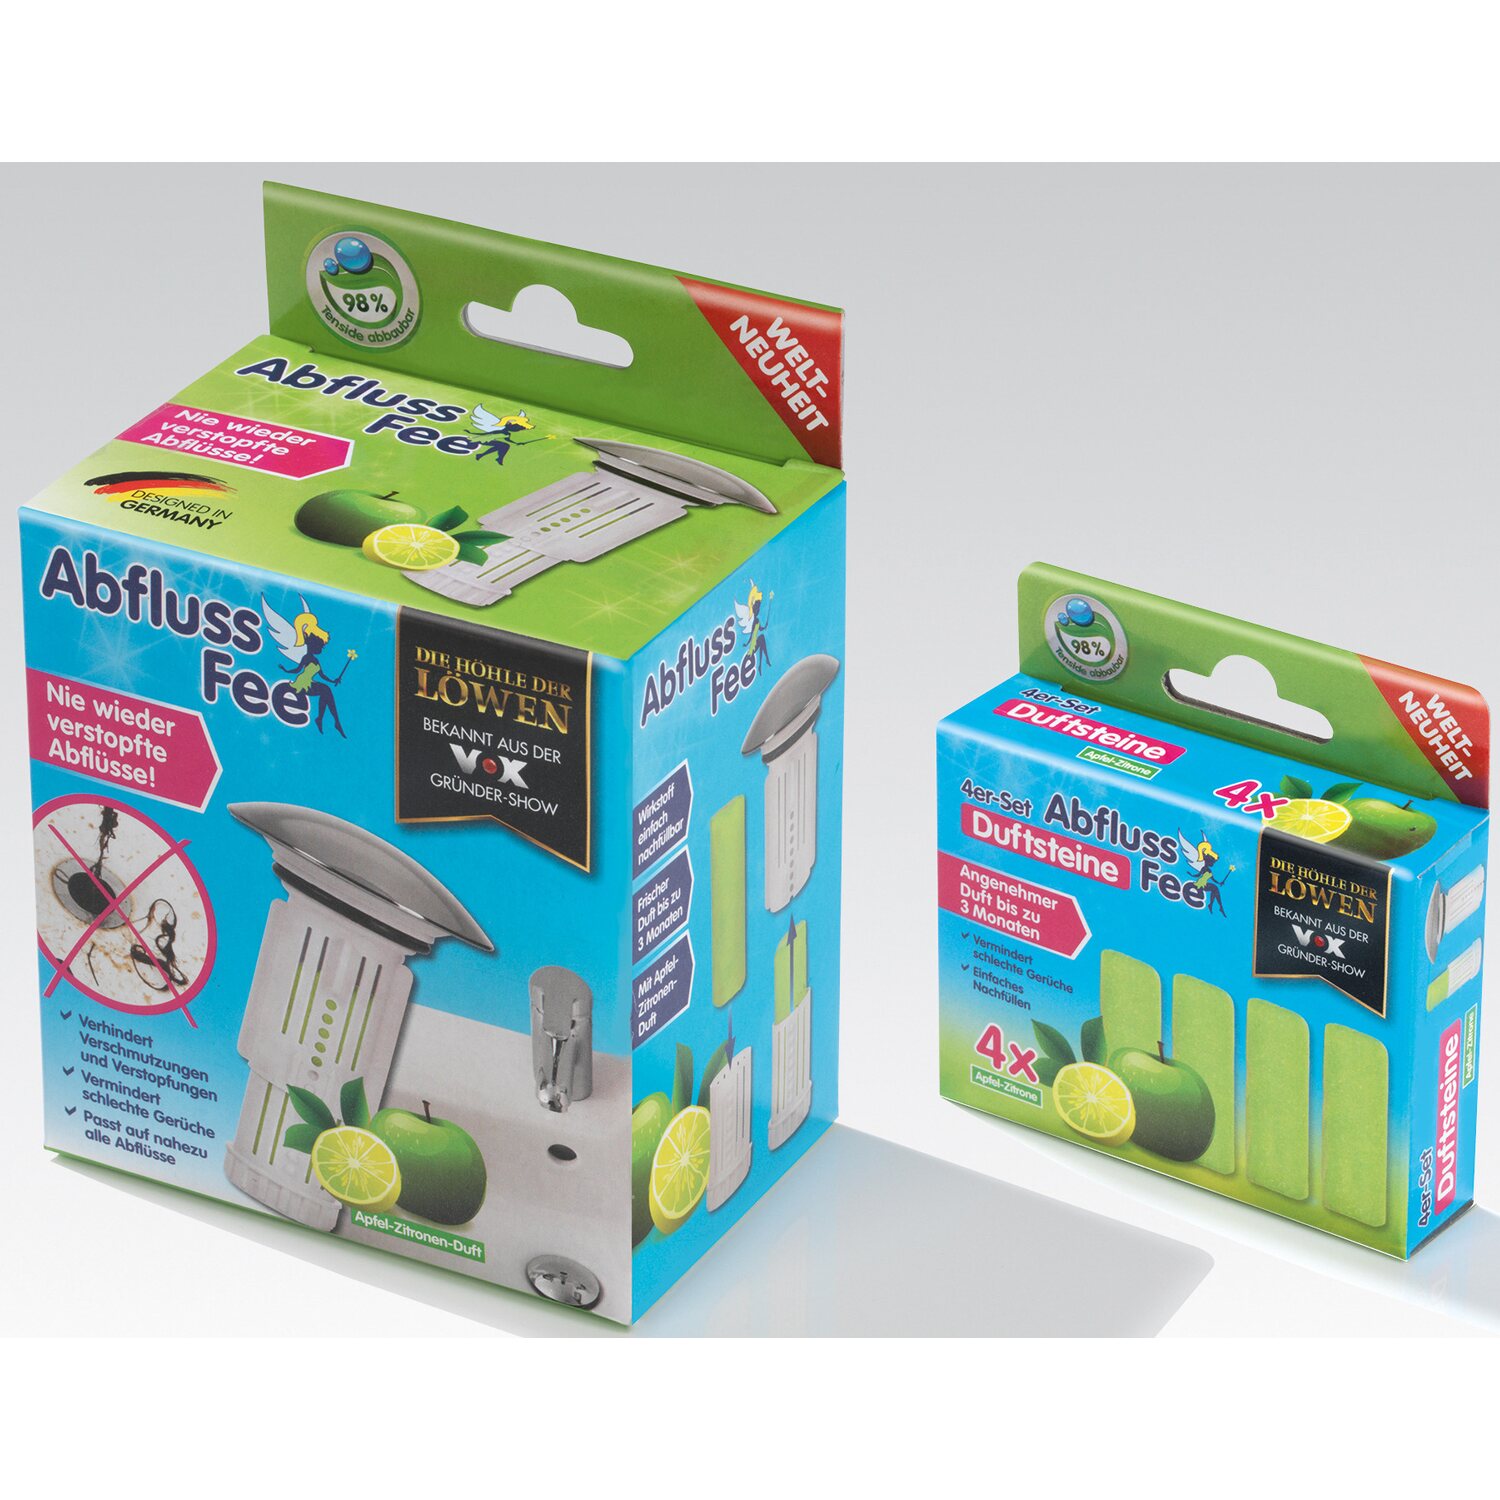 98%
Tenside abbaubar
WELT-
NEUHEIT
Abfluss
Fee
Nie wieder
verstopfte
Abflüsse!
DESIGNED IN
GERMANY
Abfluss
Fee
Nie wieder
verstopfte
Abflüsse!
DIE HÖHLE DER
LÖWEN
BEKANNT AUS DER
VOX
GRÜNDER-SHOW
Verhindert
Verschmutzungen
und Verstopfungen
Vermindert
schlechte Gerüche
Passt auf nahezu
alle Abflüsse
Apfel-Zitronen-Duft
Abfluss
Fee
Wirkstoff
einfach
nachfüllbar
Frischer
Duft bis zu
3 Monaten
Mit Apfel-
Zitronen-
Duft
98%
Tenside abbaubar
WELT-
NEUHEIT
4er-Set
Duftsteine
Apfel-Zitrone
4x
4er-Set Abfluss
Duftsteine Fee
Angenehmer
Duft bis zu
3 Monaten
Vermindert
schlechte Gerüche
Einfaches
Nachfüllen
4x
Apfel-Zitrone
DIE HÖHLE DER
LÖWEN
BEKANNT AUS DER
VOX
GRÜNDER-SHOW
4er-Set
Duftsteine
Apfel-Zitrone